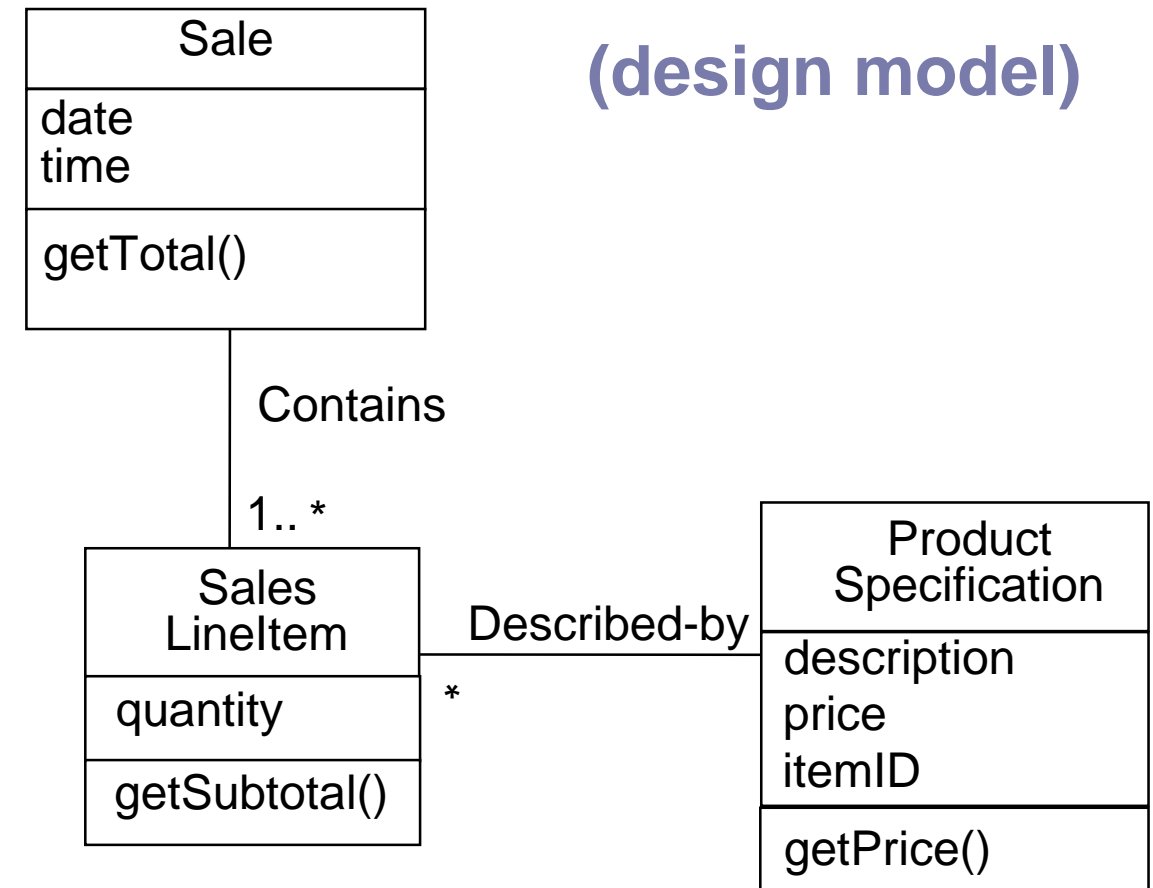 Sale
(design model)
date
time
getTotal()
Contains
1.. *
Sales
LineItem
Described-by
*
quantity
getSubtotal()
Product
Specification
description
price
itemID
getPrice()